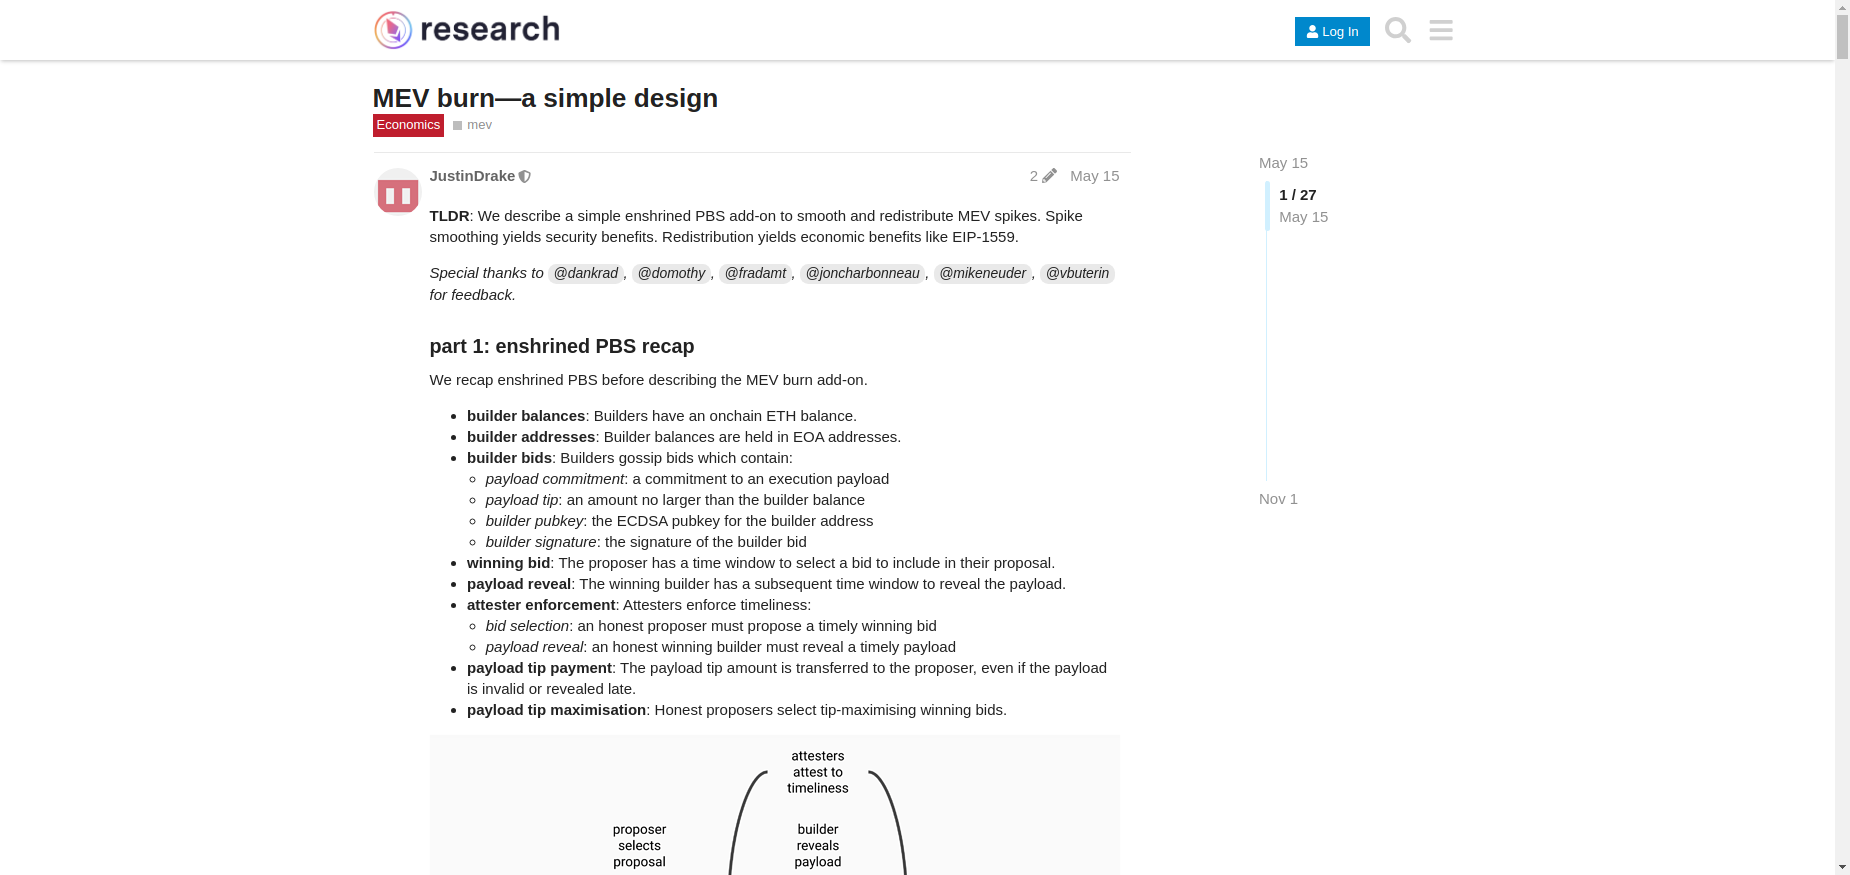 research
Log In
MEV burn—a simple design
Economics mev
JustinDrake 2 May 15
TLDR: We describe a simple enshrined PBS add-on to smooth and redistribute MEV spikes. Spike
smoothing yields security benefits. Redistribution yields economic benefits like EIP-1559.
Special thanks to @dankrad, @domothy, @fradamt, @joncharbonneau, @mikeneuder, @vbuterin
for feedback.
part 1: enshrined PBS recap
We recap enshrined PBS before describing the MEV burn add-on.
• builder balances: Builders have an onchain ETH balance.
• builder addresses: Builder balances are held in EOA addresses.
• builder bids: Builders gossip bids which contain:
◦ payload commitment: a commitment to an execution payload
◦ payload tip: an amount no larger than the builder balance
◦ builder pubkey: the ECDSA pubkey for the builder address
◦ builder signature: the signature of the builder bid
• winning bid: The proposer has a time window to select a bid to include in their proposal.
• payload reveal: The winning builder has a subsequent time window to reveal the payload.
• attester enforcement: Attesters enforce timeliness:
◦ bid selection: an honest proposer must propose a timely winning bid
◦ payload reveal: an honest winning builder must reveal a timely payload
• payload tip payment: The payload tip amount is transferred to the proposer, even if the payload
is invalid or revealed late.
• payload tip maximisation: Honest proposers select tip-maximising winning bids.
attesters
attest to
timeliness
proposer
selects
proposal
builder
reveals
payload
May 15
1 / 27
May 15
Nov 1